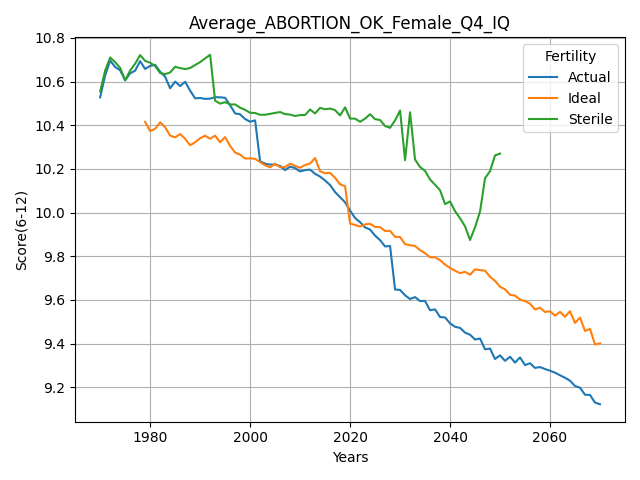 Average_ABORTION_OK_Female_Q4_IQ
Fertility
Actual
Ideal
Sterile
Score(6-12)
10.8
10.6
10.4
10.2
10.0
9.8
9.6
9.4
9.2
1980 2000 2020 2040 2060
Years